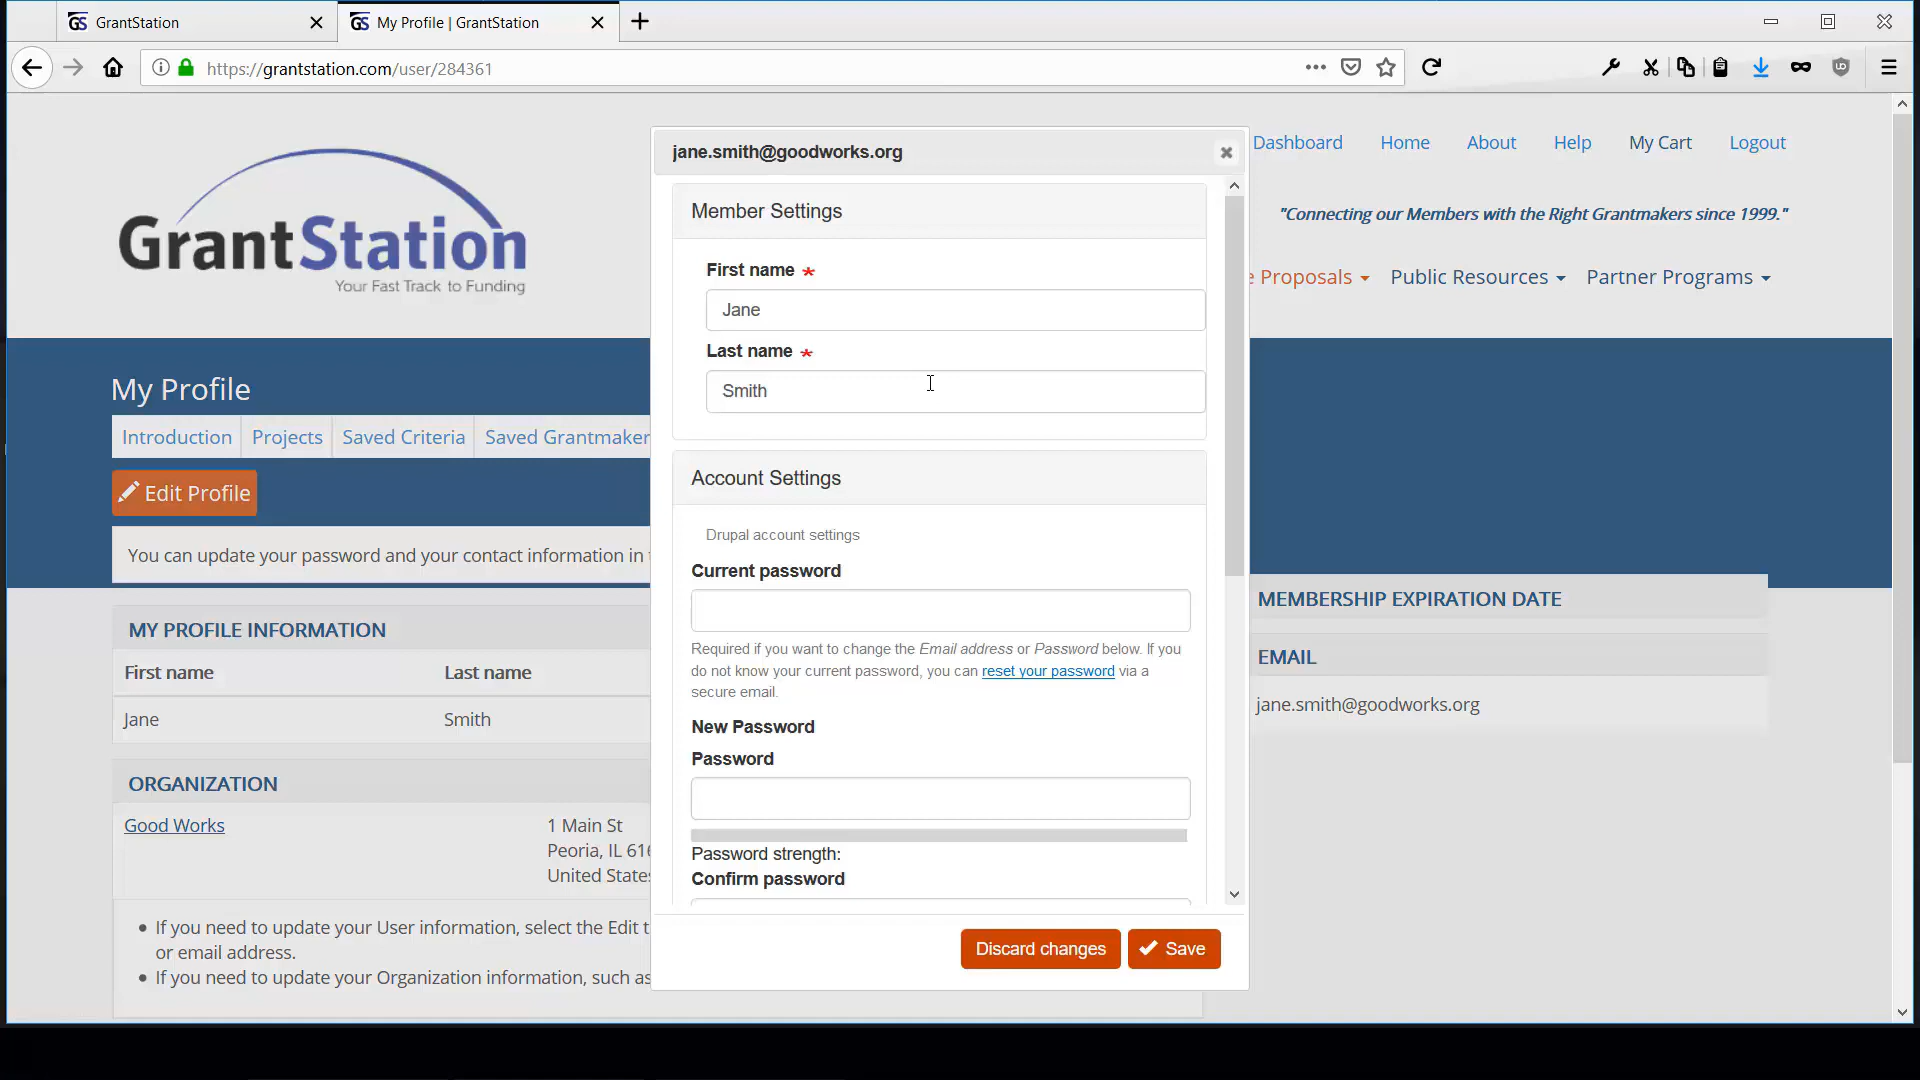 GrantStation
My Profile | GrantStation
https://grantstation.com/user/284361
GrantStation
Your Fast Track to Funding
Dashboard
Home
About
Help
My Cart
Logout
"Connecting our Members with the Right Grantmakers since 1999."
e Proposals
Public Resources
Partner Programs
My Profile
Introduction
Projects
Saved Criteria
Saved Grantmaker
Edit Profile
You can update your password and your contact information in
MY PROFILE INFORMATION
First name
Last name
Jane
Smith
ORGANIZATION
Good Works
1 Main St
Peoria, IL 616
United States
If you need to update your User information, select the Edit t
or email address.
If you need to update your Organization information, such as
jane.smith@goodworks.org
Member Settings
First name *
Jane
Last name *
Smith
Account Settings
Drupal account settings
Current password
Required if you want to change the Email address or Password below. If you
do not know your current password, you can reset your password via a
secure email.
New Password
Password
Password strength:
Confirm password
Discard changes
Save
MEMBERSHIP EXPIRATION DATE
EMAIL
jane.smith@goodworks.org